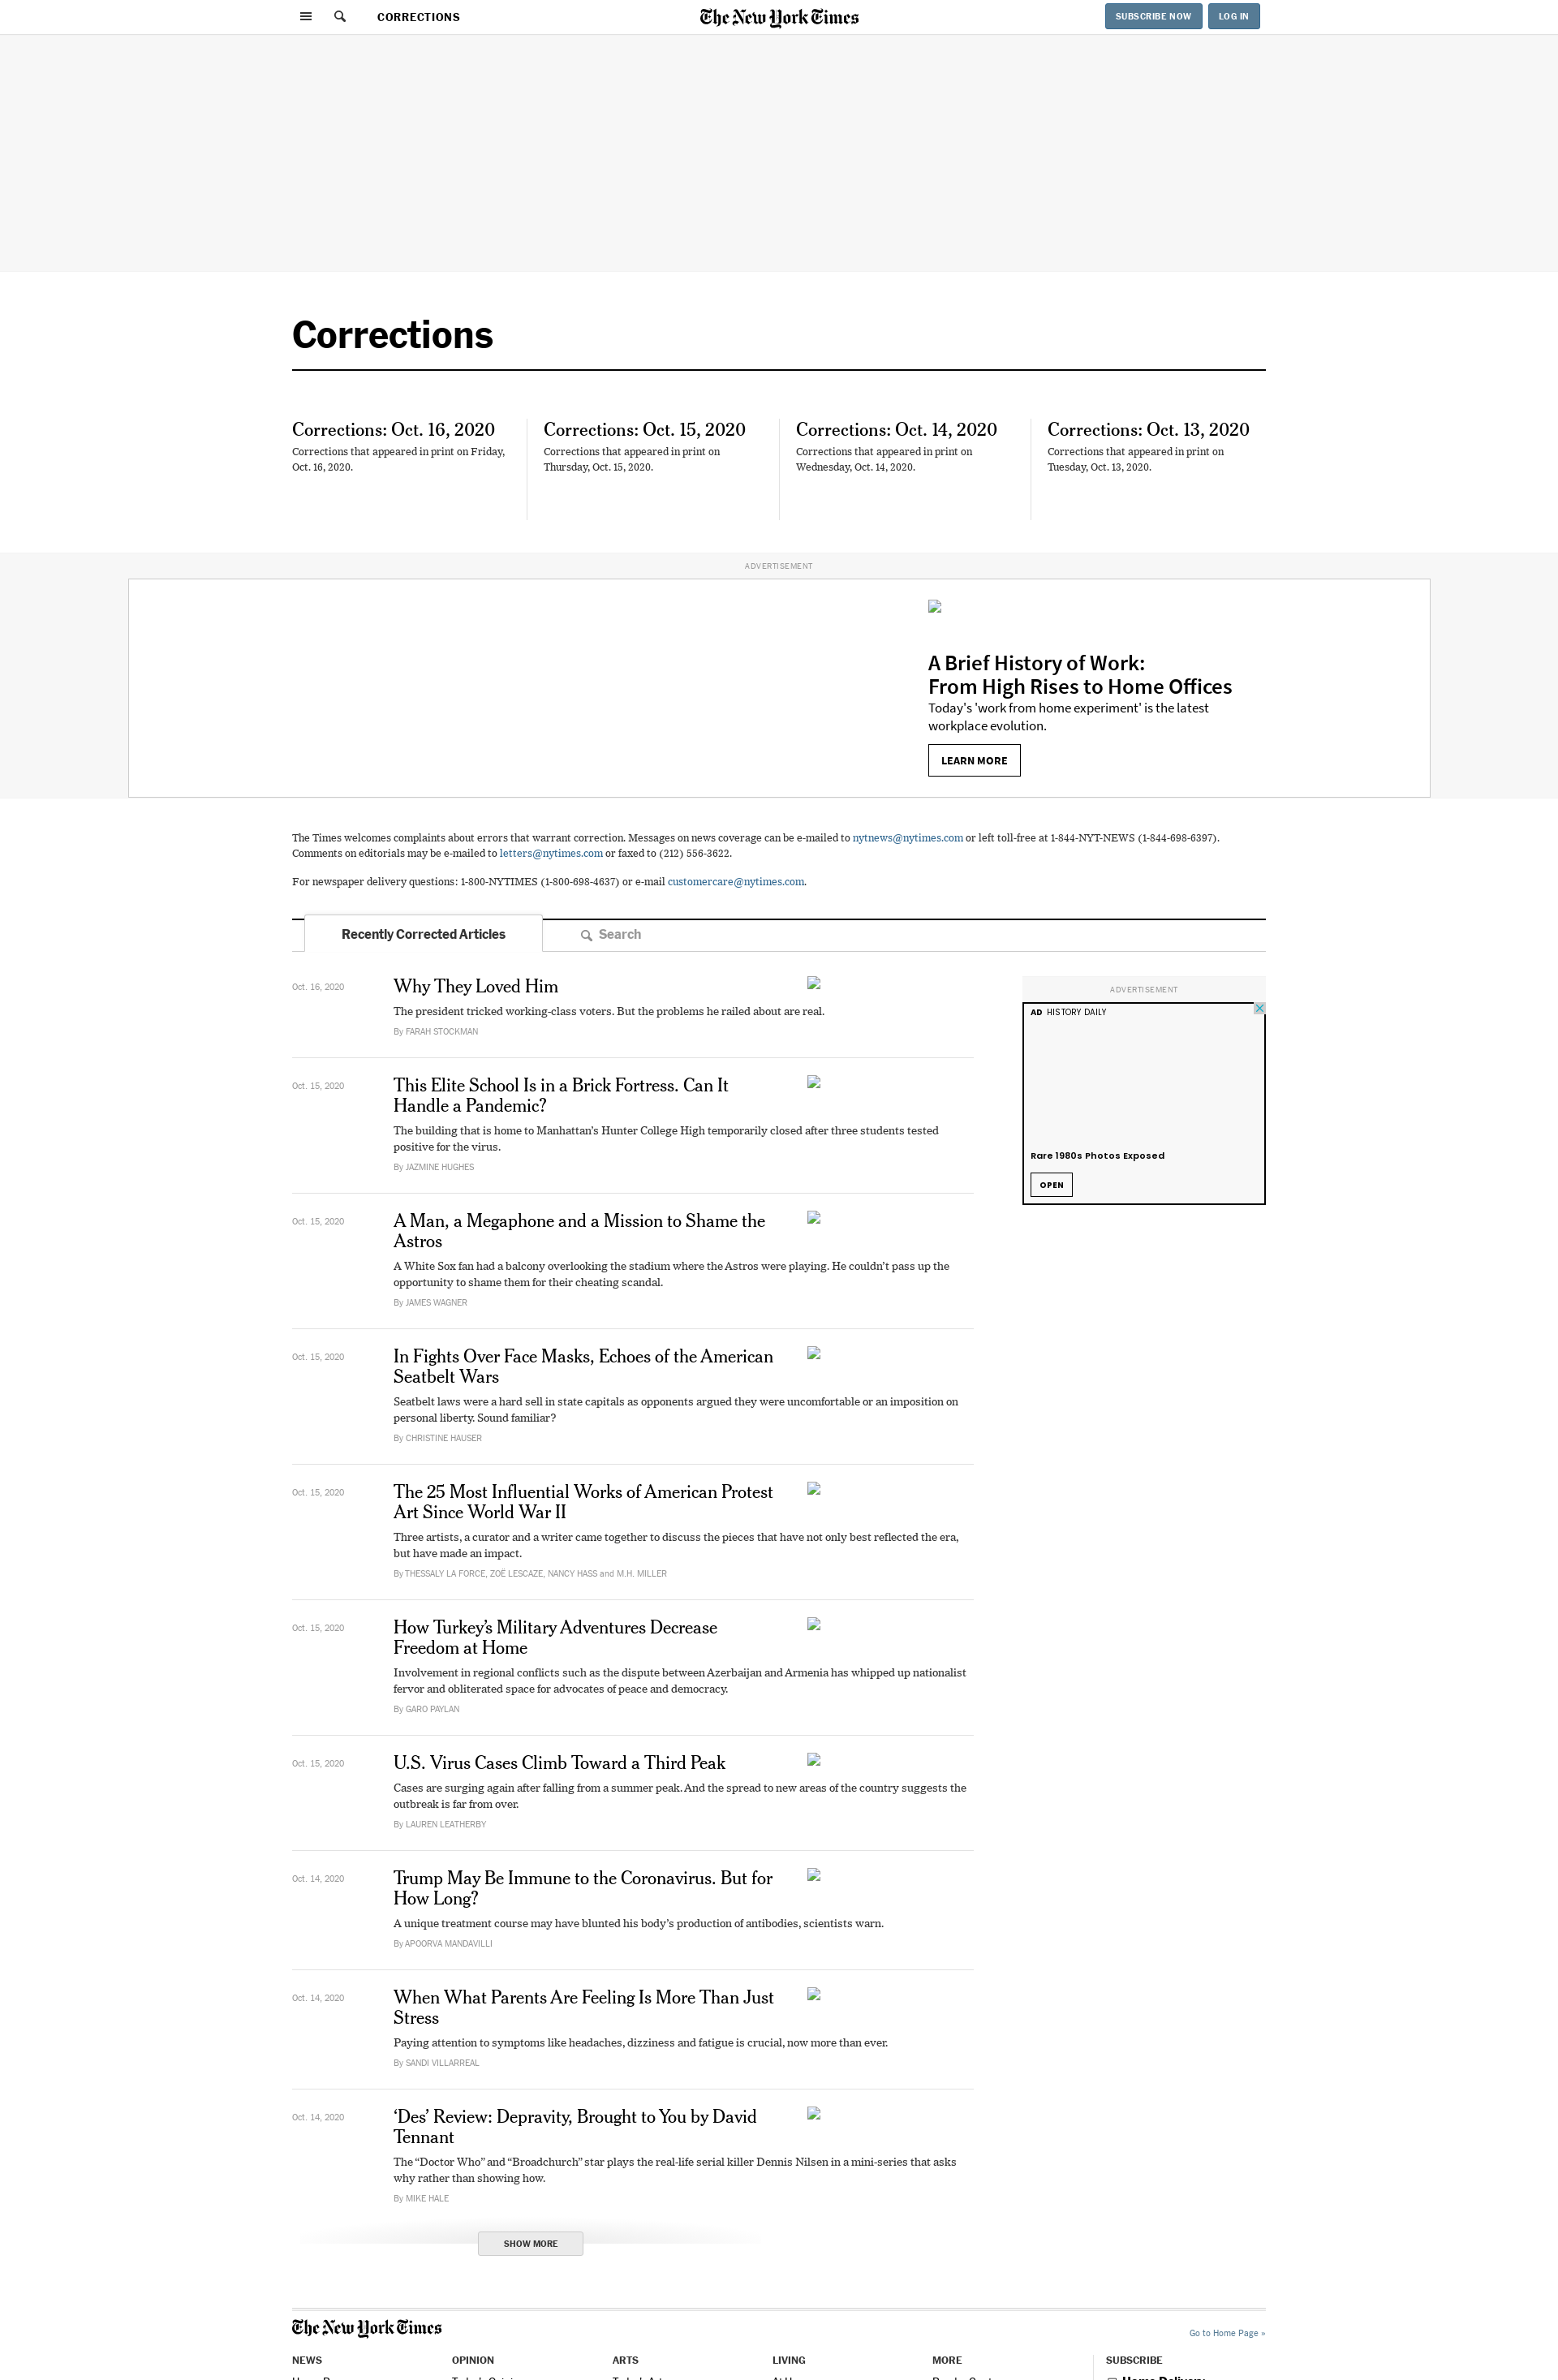 CORRECTIONS
The New York Times
SUBSCRIBE NOW
LOG IN
Corrections
Corrections: Oct. 16, 2020
Corrections that appeared in print on Friday,
Oct. 16, 2020.
Corrections: Oct. 15, 2020
Corrections that appeared in print on
Thursday, Oct. 15, 2020.
Corrections: Oct. 14, 2020
Corrections that appeared in print on
Wednesday, Oct. 14, 2020.
Corrections: Oct. 13, 2020
Corrections that appeared in print on
Tuesday, Oct. 13, 2020.
ADVERTISEMENT
A Brief History of Work:
From High Rises to Home Offices
Today's 'work from home experiment' is the latest
workplace evolution.
LEARN MORE
The Times welcomes complaints about errors that warrant correction. Messages on news coverage can be e-mailed to nytnews@nytimes.com or left toll-free at 1-844-NYT-NEWS (1-844-698-6397).
Comments on editorials may be e-mailed to letters@nytimes.com or faxed to (212) 556-3622.
For newspaper delivery questions: 1-800-NYTIMES (1-800-698-4637) or e-mail customercare@nytimes.com.
Recently Corrected Articles
Search
Oct. 16, 2020
Why They Loved Him
The president tricked working-class voters. But the problems he railed about are real.
By FARAH STOCKMAN
Oct. 15, 2020
This Elite School Is in a Brick Fortress. Can It
Handle a Pandemic?
The building that is home to Manhattan’s Hunter College High temporarily closed after three students tested
positive for the virus.
By JAZMINE HUGHES
Oct. 15, 2020
A Man, a Megaphone and a Mission to Shame the
Astros
A White Sox fan had a balcony overlooking the stadium where the Astros were playing. He couldn’t pass up the
opportunity to shame them for their cheating scandal.
By JAMES WAGNER
Oct. 15, 2020
In Fights Over Face Masks, Echoes of the American
Seatbelt Wars
Seatbelt laws were a hard sell in state capitals as opponents argued they were uncomfortable or an imposition on
personal liberty. Sound familiar?
By CHRISTINE HAUSER
Oct. 15, 2020
The 25 Most Influential Works of American Protest
Art Since World War II
Three artists, a curator and a writer came together to discuss the pieces that have not only best reflected the era,
but have made an impact.
By THESSALY LA FORCE, ZOË LESCAZE, NANCY HASS and M.H. MILLER
Oct. 15, 2020
How Turkey’s Military Adventures Decrease
Freedom at Home
Involvement in regional conflicts such as the dispute between Azerbaijan and Armenia has whipped up nationalist
fervor and obliterated space for advocates of peace and democracy.
By GARO PAYLAN
Oct. 15, 2020
U.S. Virus Cases Climb Toward a Third Peak
Cases are surging again after falling from a summer peak. And the spread to new areas of the country suggests the
outbreak is far from over.
By LAUREN LEATHERBY
Oct. 14, 2020
Trump May Be Immune to the Coronavirus. But for
How Long?
A unique treatment course may have blunted his body’s production of antibodies, scientists warn.
By APOORVA MANDAVILLI
Oct. 14, 2020
When What Parents Are Feeling Is More Than Just
Stress
Paying attention to symptoms like headaches, dizziness and fatigue is crucial, now more than ever.
By SANDI VILLARREAL
Oct. 14, 2020
‘Des’ Review: Depravity, Brought to You by David
Tennant
The “Doctor Who” and “Broadchurch” star plays the real-life serial killer Dennis Nilsen in a mini-series that asks
why rather than showing how.
By MIKE HALE
SHOW MORE
ADVERTISEMENT
AD HISTORY DAILY
Rare 1980s Photos Exposed
OPEN
The New York Times
Go to Home Page »
NEWS
OPINION
ARTS
LIVING
MORE
SUBSCRIBE